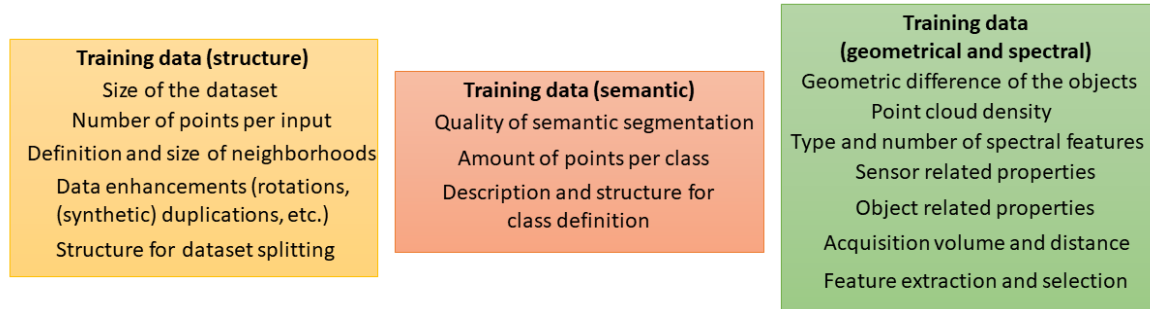 Training data (structure)
Size of the dataset
Number of points per input
Definition and size of neighborhoods
Data enhancements (rotations,
(synthetic) duplications, etc.)
Structure for dataset splitting
Training data (semantic)
Quality of semantic segmentation
Amount of points per class
Description and structure for
class definition
Training data
(geometrical and spectral)
Geometric difference of the objects
Point cloud density
Type and number of spectral features
Sensor related properties
Object related properties
Acquisition volume and distance
Feature extraction and selection